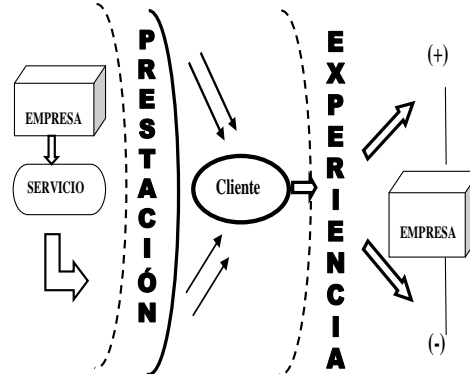 EMPRESA
SERVICIO
PRESTACIÓN
Cliente
EXPERIENCIA
(+)
EMPRESA
(-)